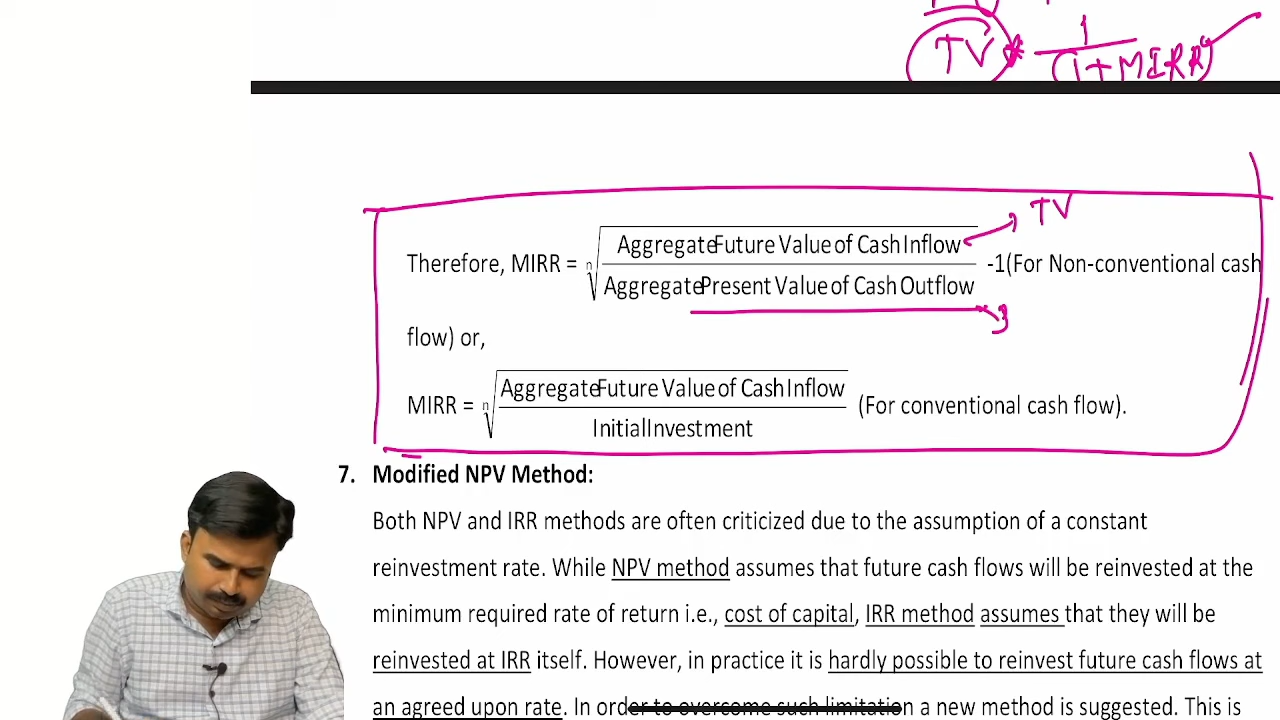 TV * 1
(1+MIRR)
TV
Therefore, MIRR = n√ Aggregate Future Value of Cash Inflow
Aggregate Present Value of Cash Outflow
-1(For Non-conventional cash
flow) or,
MIRR = n√ Aggregate Future Value of Cash Inflow
Initial Investment
(For conventional cash flow).
7. Modified NPV Method:
Both NPV and IRR methods are often criticized due to the assumption of a constant
reinvestment rate. While NPV method assumes that future cash flows will be reinvested at the
minimum required rate of return i.e., cost of capital, IRR method assumes that they will be
reinvested at IRR itself. However, in practice it is hardly possible to reinvest future cash flows at
an agreed upon rate. In order to overcome such limitation a new method is suggested. This is